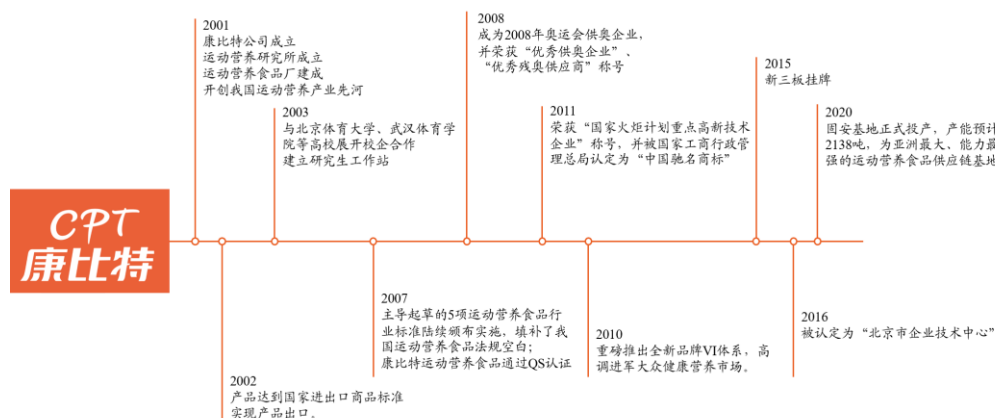 CPT
康比特
2001
康比特公司成立
运动营养研究所成立
运动营养食品厂建成
开创我国运动营养产业先河
2002
产品达到国家进出口商品标准
实现产品出口。
2003
与北京体育大学、武汉体育学
院等高校展开校企合作
建立研究生工作站
2007
主导起草的5项运动营养食品行
业标准陆续颁布实施，填补了我
国运动营养食品法规空白；
康比特运动营养食品通过QS认证
2008
成为2008年奥运会供奥企业，
并荣获“优秀供奥企业”、
“优秀残奥供应商”称号
2011
荣获“国家火炬计划重点高新技术
企业”称号，并被国家工商行政管
理总局认定为“中国驰名商标”
2010
重磅推出全新品牌VI体系，高
调进军大众健康营养市场。
2015
新三板挂牌
2016
被认定为“北京市企业技术中心”
2020
固安基地正式投产，产能预计
2138吨，为亚洲最大、能力最
强的运动营养食品供应链基地